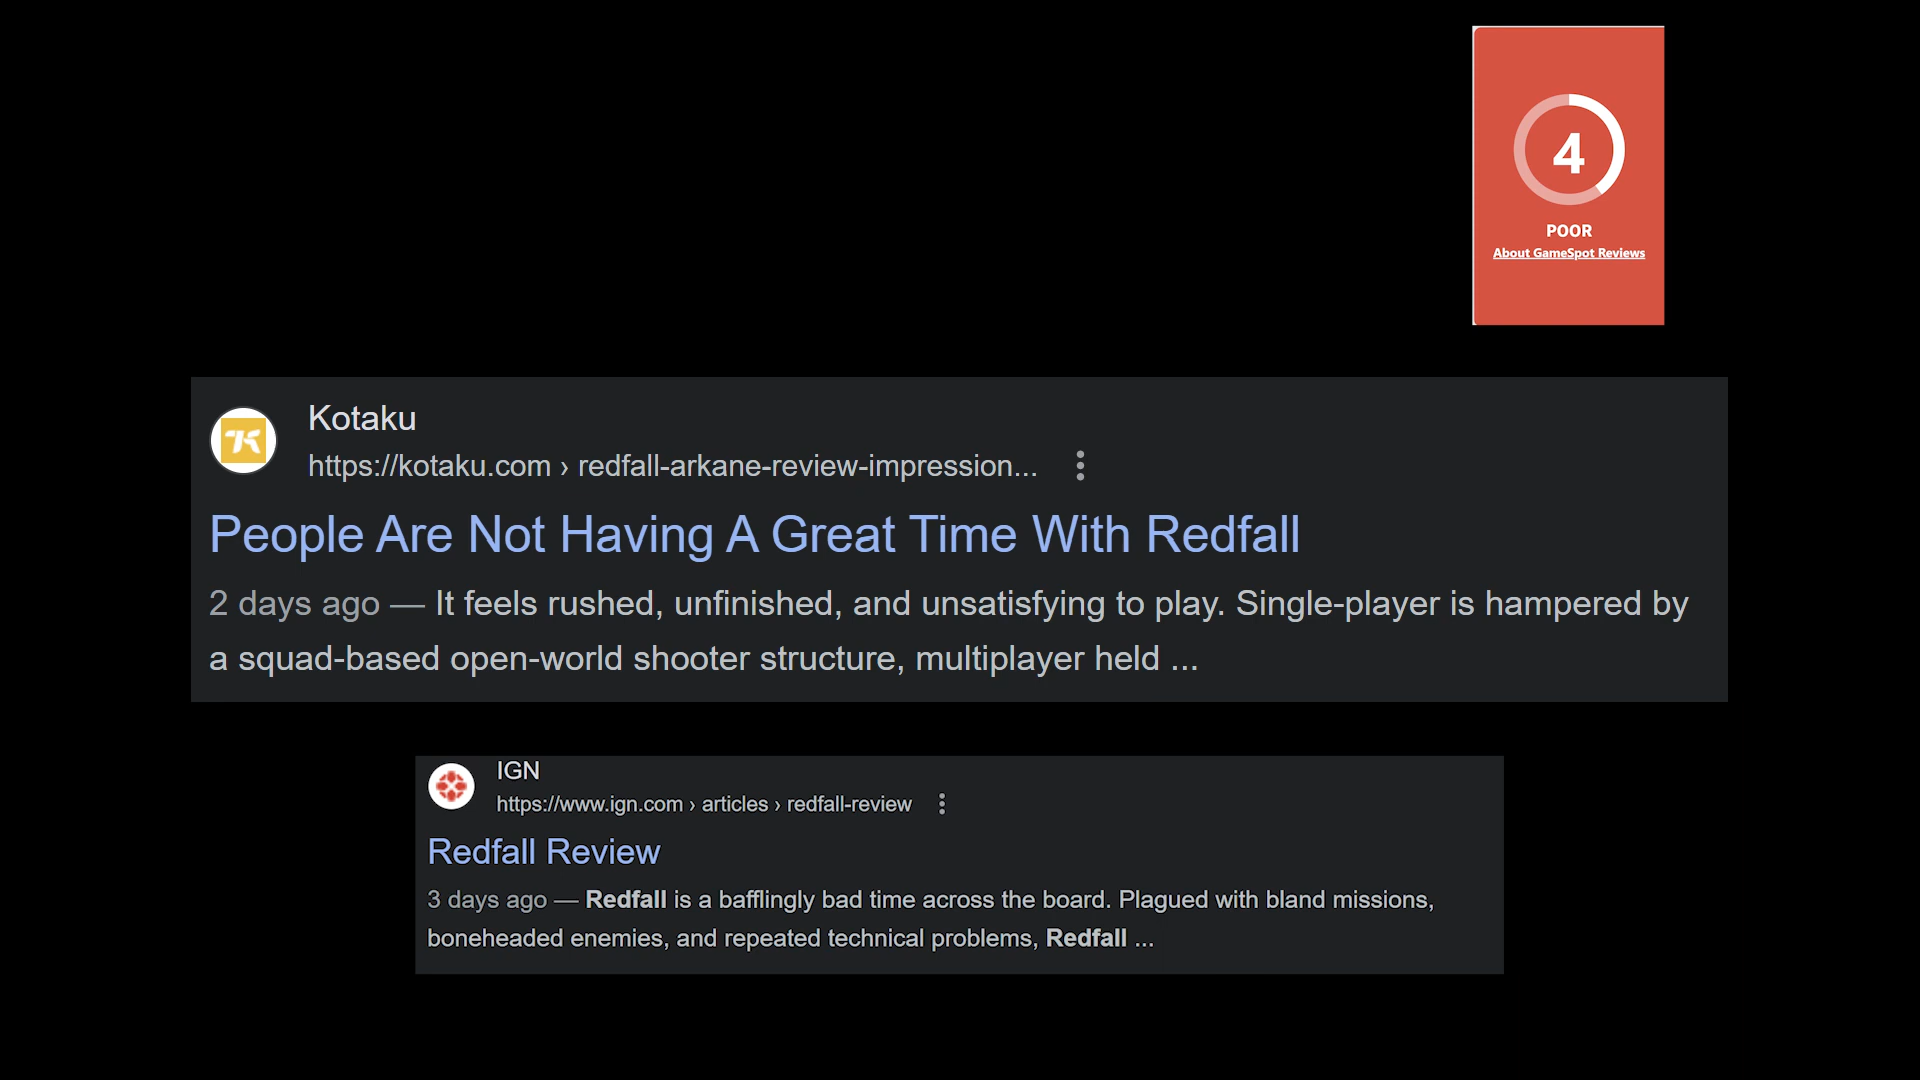 4
POOR
About GameSpot Reviews
Kotaku
https://kotaku.com › redfall-arkane-review-impression...
People Are Not Having A Great Time With Redfall
2 days ago — It feels rushed, unfinished, and unsatisfying to play. Single-player is hampered by
a squad-based open-world shooter structure, multiplayer held ...
IGN
https://www.ign.com › articles › redfall-review
Redfall Review
3 days ago — Redfall is a bafflingly bad time across the board. Plagued with bland missions,
boneheaded enemies, and repeated technical problems, Redfall ...